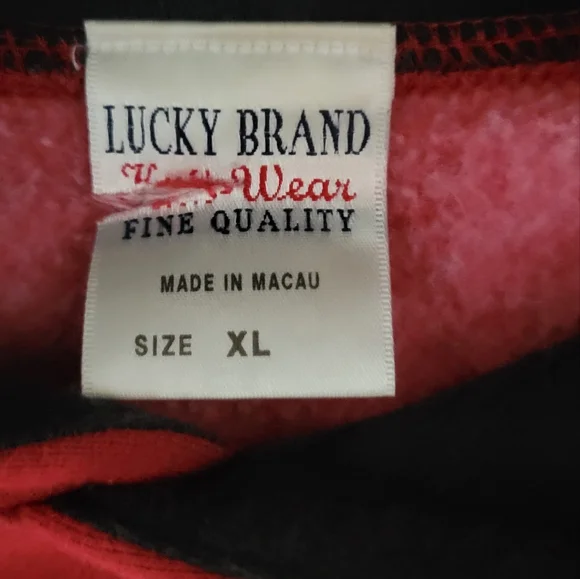 LUCKY BRAND
Wear
FINE QUALITY
MADE IN MACAU
SIZE XL